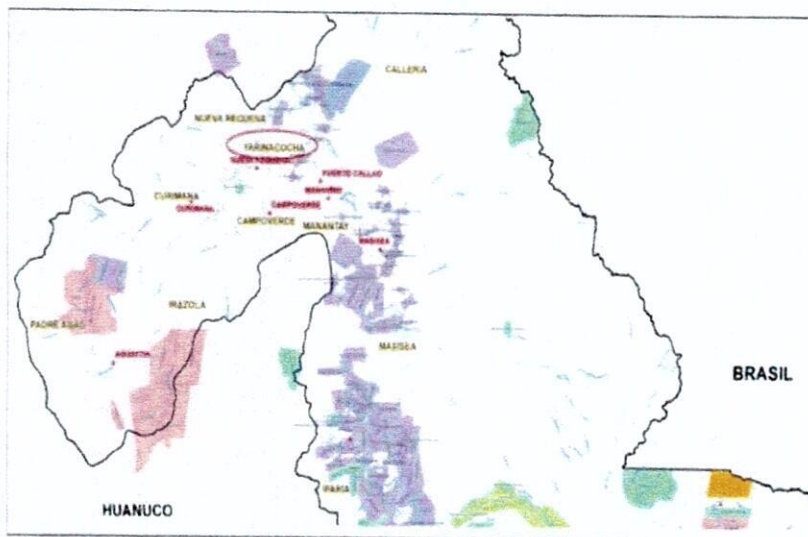 CALLERIA
NUEVA REQUENA
YARINACOCHA
PUERTO CALLAO
MANANTAY
CURIMANA
CURIMANA
CAMPOVERDE
CAMPOVERDE
MANANTAY
MASISEA
IRAZOLA
PADRE ABAD
MASISEA
AGUAYTIA
BRASIL
IPARIA
HUANUCO